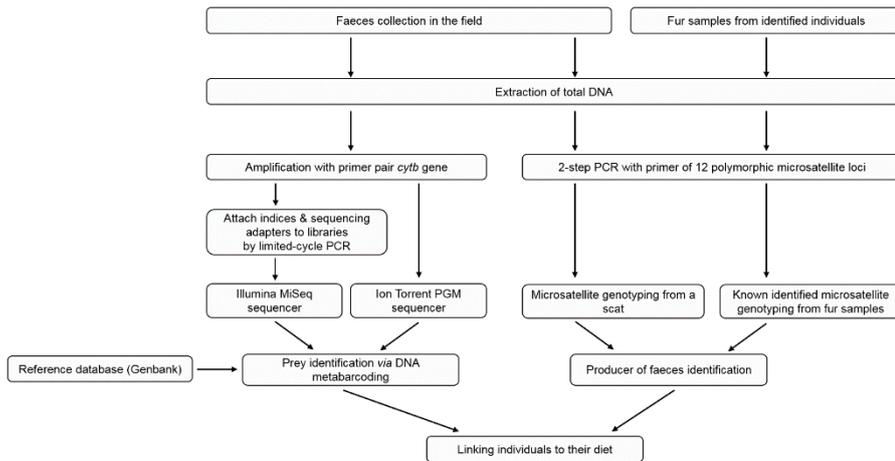 Faeces collection in the field
Fur samples from identified individuals
Extraction of total DNA
Amplification with primer pair cytb gene
2-step PCR with primer of 12 polymorphic microsatellite loci
Attach indices & sequencing
adapters to libraries
by limited-cycle PCR
Illumina MiSeq
sequencer
Ion Torrent PGM
sequencer
Microsatellite genotyping from a
scat
Known identified microsatellite
genotyping from fur samples
Reference database (Genbank)
Prey identification via DNA
metabarcoding
Producer of faeces identification
Linking individuals to their diet